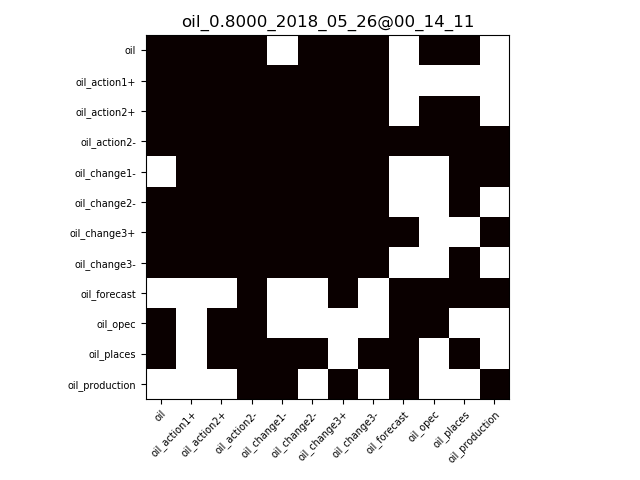 oil_0.8000_2018_05_26@00_14_11
oil
oil_action1+
oil_action2+
oil_action2-
oil_change1-
oil_change2-
oil_change3+
oil_change3-
oil_forecast
oil_opec
oil_places
oil_production
oil
oil_action1+
oil_action2+
oil_action2-
oil_change1-
oil_change2-
oil_change3+
oil_change3-
oil_forecast
oil_opec
oil_places
oil_production